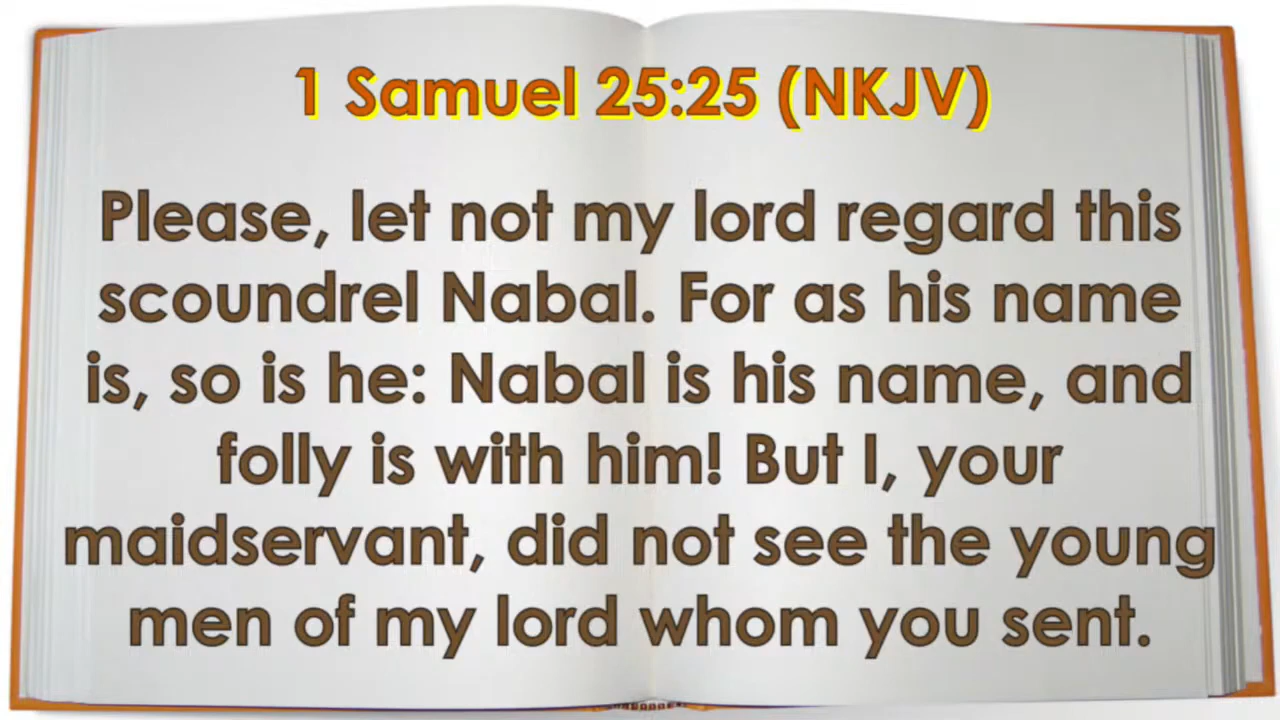 1 Samuel 25:25 (NKJV)
Please, let not my lord regard this
scoundrel Nabal. For as his name
is, so is he: Nabal is his name, and
folly is with him! But I, your
maidservant, did not see the young
men of my lord whom you sent.